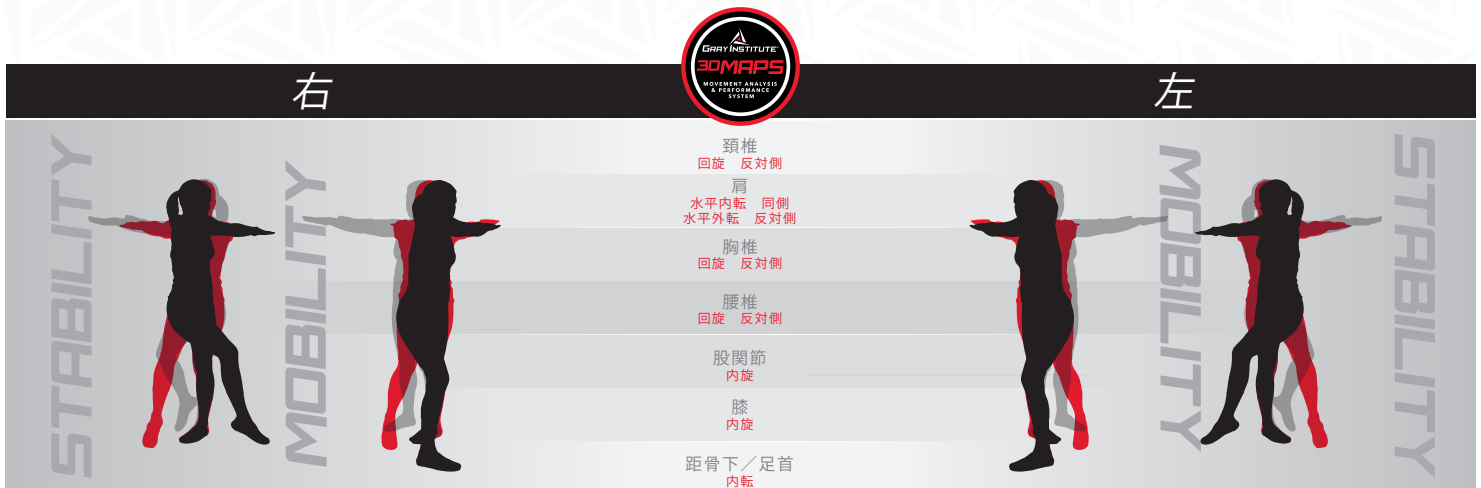 GRAY INSTITUTE
3DMAPS
MOVEMENT ANALYSIS
& PERFORMANCE
SYSTEM
右
左
STABILITY
MOBILITY
頚椎
回旋　反対側
肩
水平内転　同側
水平外転　反対側
胸椎
回旋　反対側
腰椎
回旋　反対側
股関節
内旋
膝
内旋
距骨下／足首
内転
MOBILITY
STABILITY